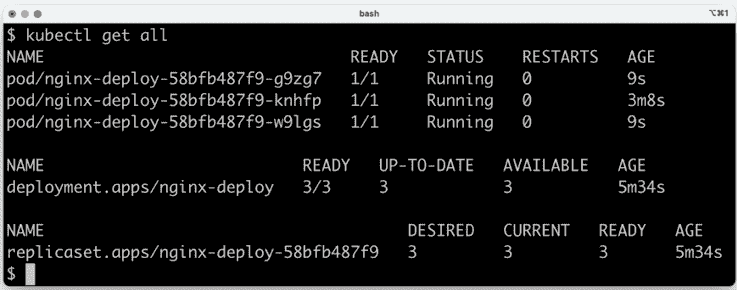 bash
⌥⌘1
$ kubectl get all
NAME READY STATUS RESTARTS AGE
pod/nginx-deploy-58bfb487f9-g9zg7 1/1 Running 0 9s
pod/nginx-deploy-58bfb487f9-knhfp 1/1 Running 0 3m8s
pod/nginx-deploy-58bfb487f9-w9lgs 1/1 Running 0 9s
NAME READY UP-TO-DATE AVAILABLE AGE
deployment.apps/nginx-deploy 3/3 3 3 5m34s
NAME DESIRED CURRENT READY AGE
replicaset.apps/nginx-deploy-58bfb487f9 3 3 3 5m34s
$